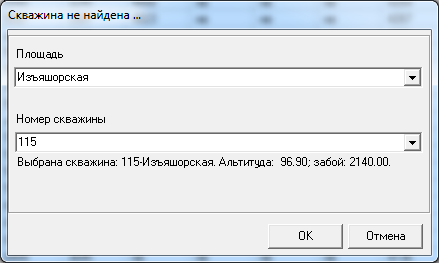 Скважина не найдена ...
Площадь
Изъяшорская
Номер скважины
115
Выбрана скважина: 115-Изъяшорская. Альтитуда:  96.90; забой: 2140.00.
OK
Отмена